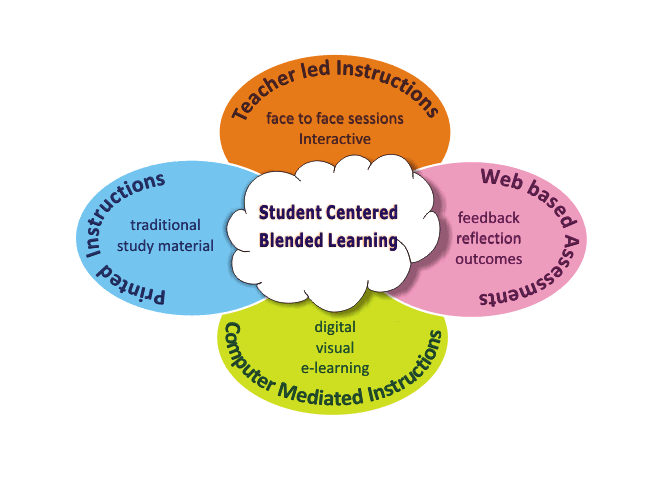 Teacher led Instructions
face to face sessions
Interactive
Printed Instructions
traditional
study material
Student Centered
Blended Learning
Web based Assessments
feedback
reflection
outcomes
digital
visual
e-learning
Computer Mediated Instructions